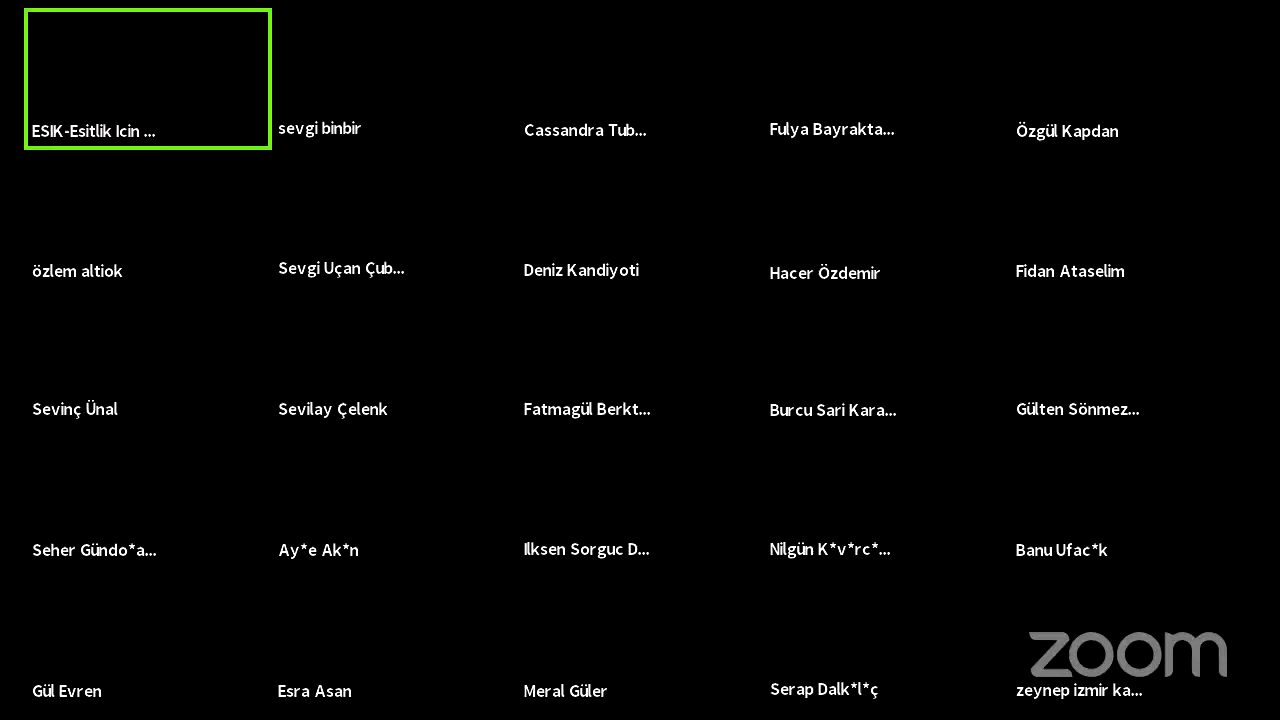 ESIK-Esitlik Icin ...
sevgi binbir
Cassandra Tub...
Fulya Bayrakta...
Özgül Kapdan
özlem altiok
Sevgi Uçan Çub...
Deniz Kandiyoti
Hacer Özdemir
Fidan Ataselim
Sevinç Ünal
Sevilay Çelenk
Fatmagül Berkt...
Burcu Sari Kara...
Gülten Sönmez...
Seher Gündo*a...
Ay*e Ak*n
Ilksen Sorguc D...
Nilgün K*v*rc*...
Banu Ufac*k
Gül Evren
Esra Asan
Meral Güler
Serap Dalk*l*ç
zoom
zeynep izmir ka...